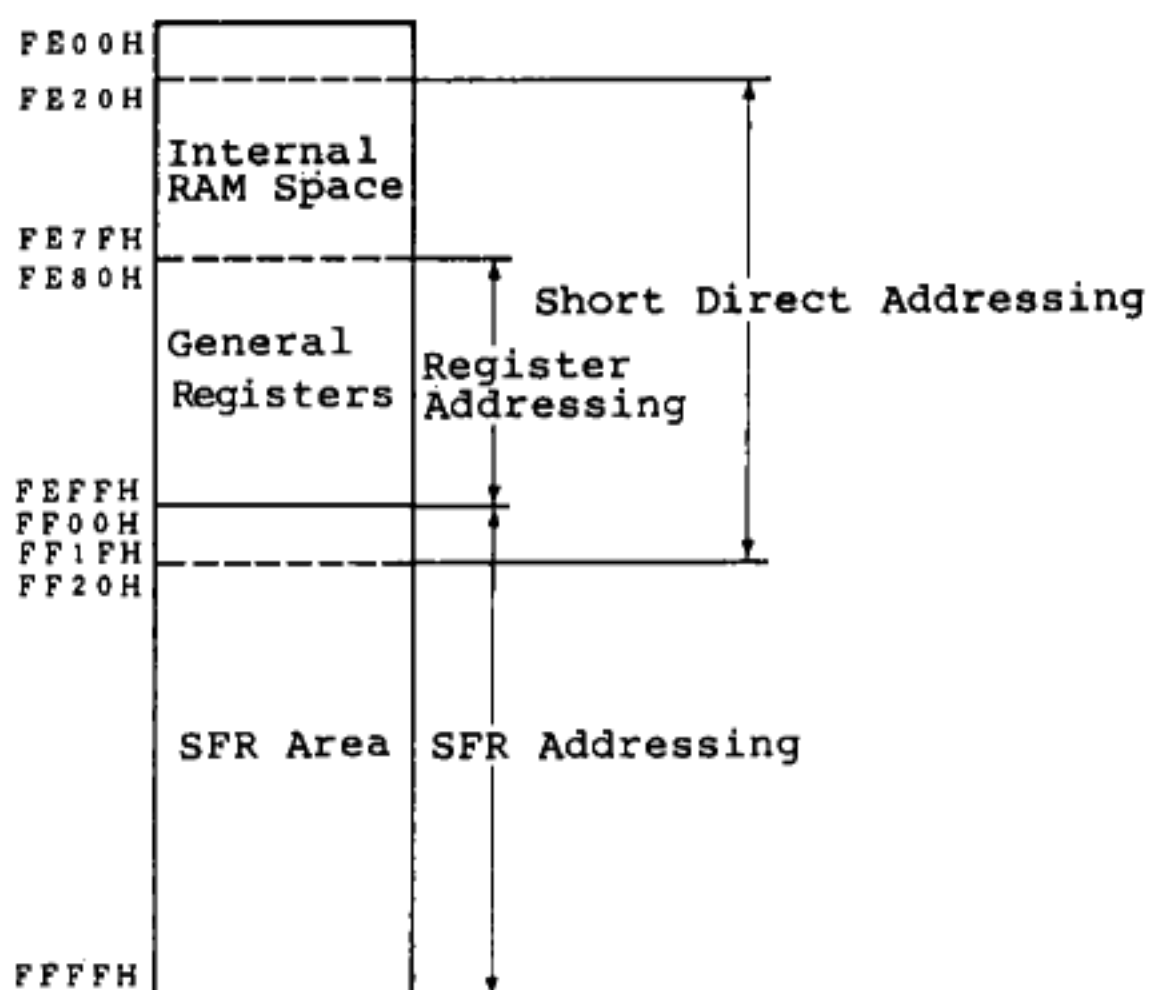 FE00H
FE20H
Internal
RAM Space
FE7FH
FE80H
Short Direct Addressing
General
Registers
Register
Addressing
FEFFH
FF00H
FF1FH
FF20H
SFR Area
SFR Addressing
FFFFH